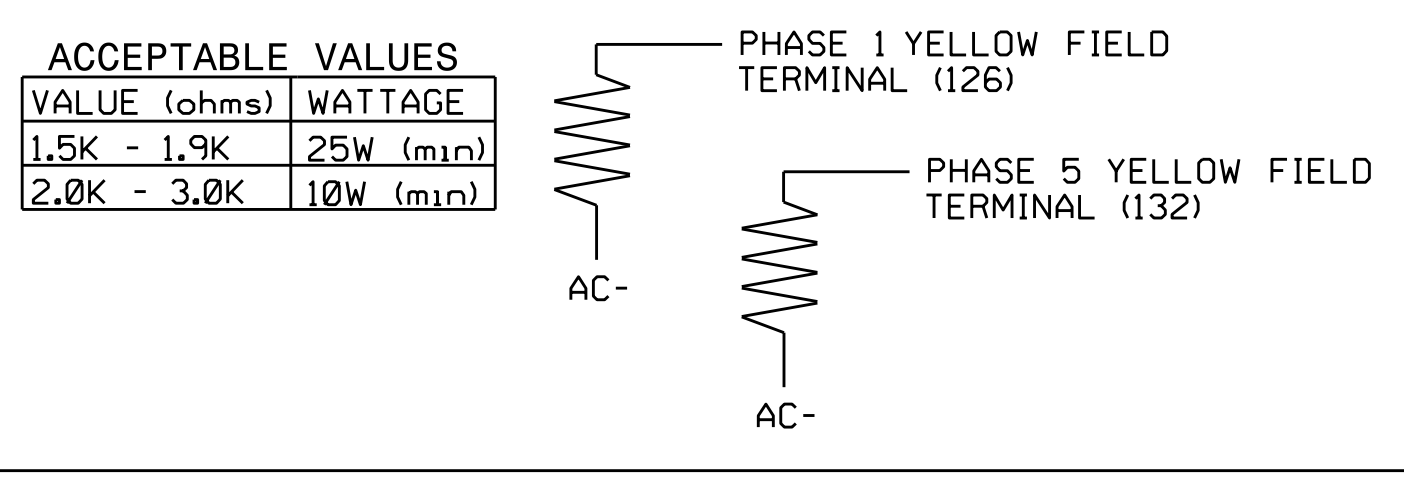 ACCEPTABLE VALUES
VALUE (ohms) WATTAGE
1.5K - 1.9K 25W (min)
2.0K - 3.0K 10W (min)
PHASE 1 YELLOW FIELD
TERMINAL (126)
AC-
PHASE 5 YELLOW FIELD
TERMINAL (132)
AC-